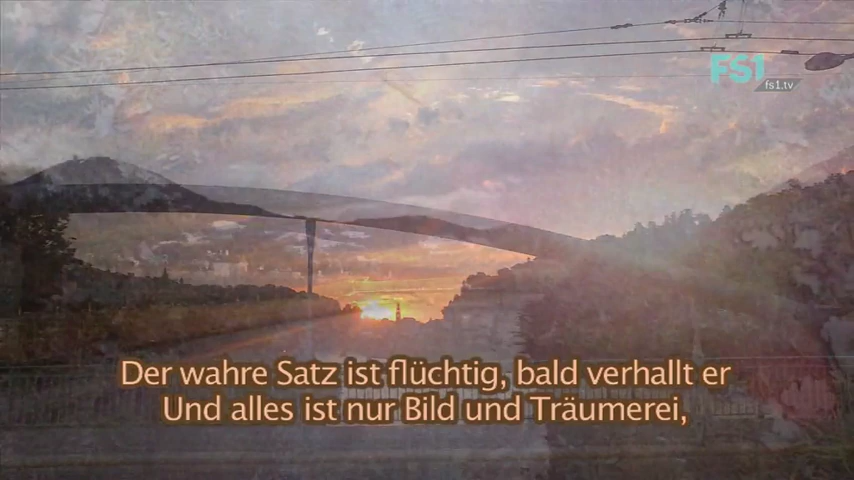 FS1
fs1.tv
Der wahre Satz ist flüchtig, bald verhallt er
Und alles ist nur Bild und Träumerei,